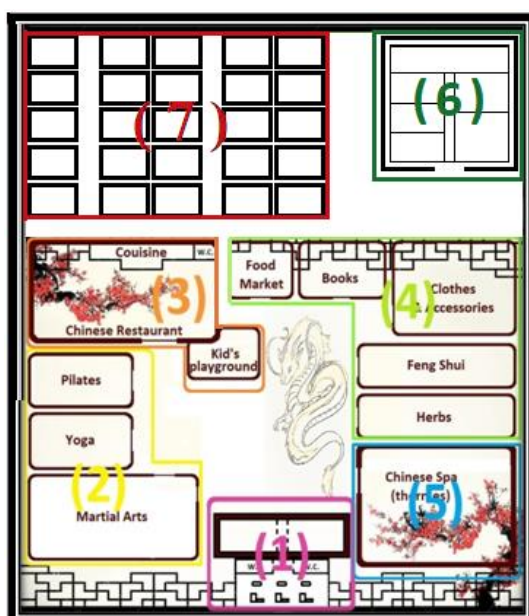 ( 7 )
( 6 )
Couisine
W.C.
( 3 )
Chinese Restaurant
Kid's
playground
Food
Market
Books
( 4 )
Clothes
& Accessories
Feng Shui
Herbs
Pilates
Yoga
( 2 )
Martial Arts
( 1 )
W.C.
Chinese Spa
( 5 )